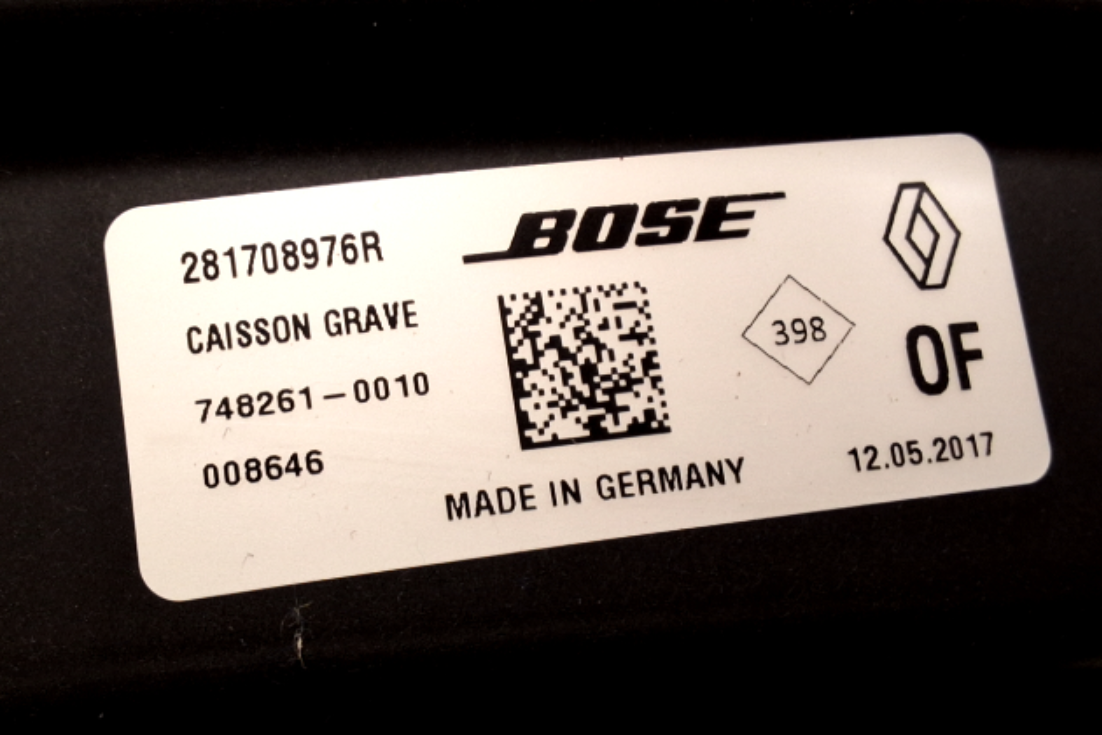 281708976R
BOSE
CAISSON GRAVE
398
748261-0010
OF
008646
12.05.2017
MADE IN GERMANY